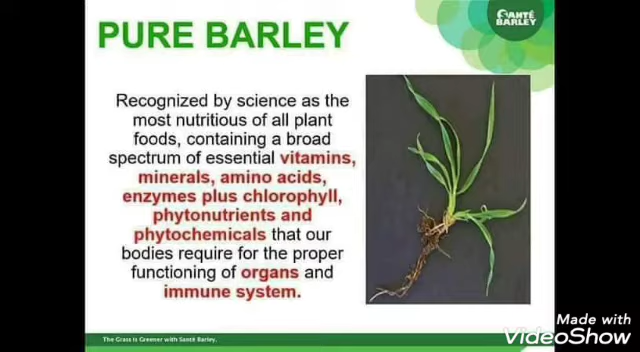 SANTÉ
BARLEY
PURE BARLEY
Recognized by science as the
most nutritious of all plant
foods, containing a broad
spectrum of essential vitamins,
minerals, amino acids,
enzymes plus chlorophyll,
phytonutrients and
phytochemicals that our
bodies require for the proper
functioning of organs and
immune system.
The Grass is Greener with Santé Barley.
Made with
VideoShow